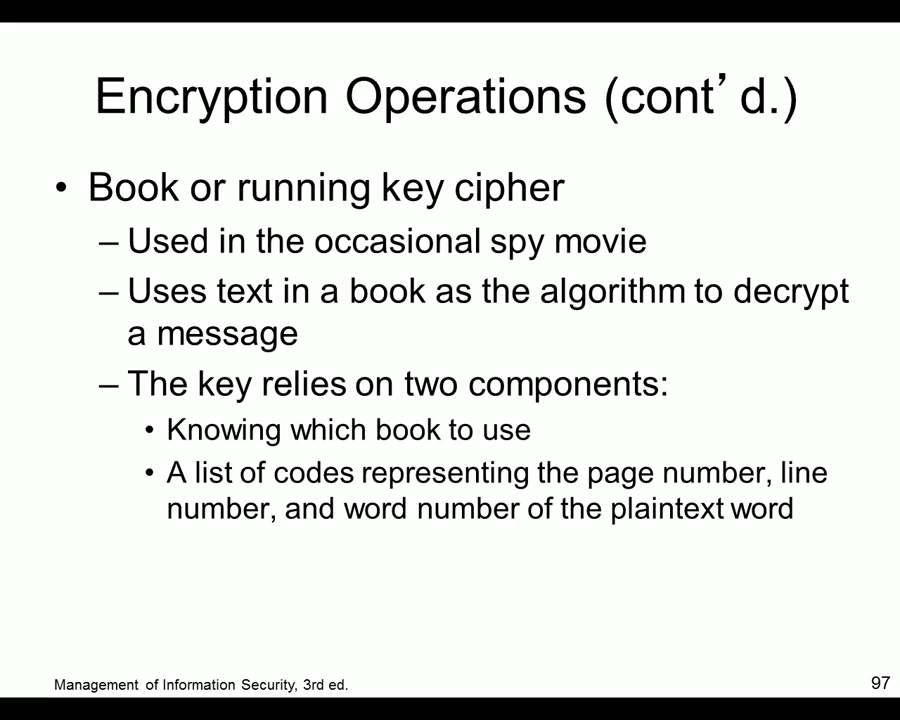 Encryption Operations (cont’d.)
• Book or running key cipher
– Used in the occasional spy movie
– Uses text in a book as the algorithm to decrypt
a message
– The key relies on two components:
• Knowing which book to use
• A list of codes representing the page number, line
number, and word number of the plaintext word
Management of Information Security, 3rd ed.
97